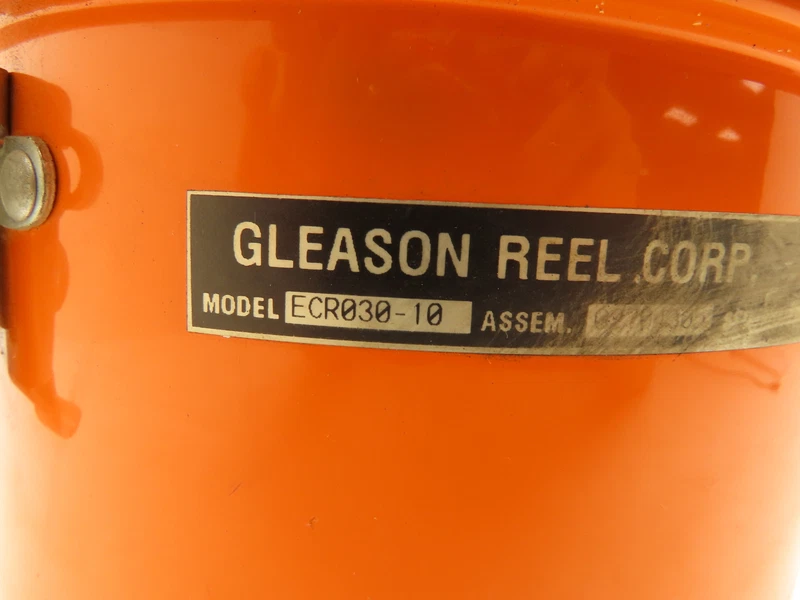 GLEASON REEL CORP.
MODEL ECR030-10 ASSEM.